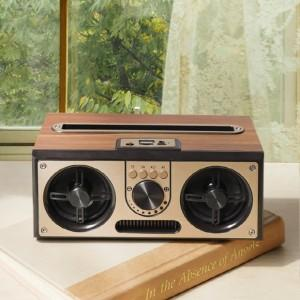 In the Absence of Angels